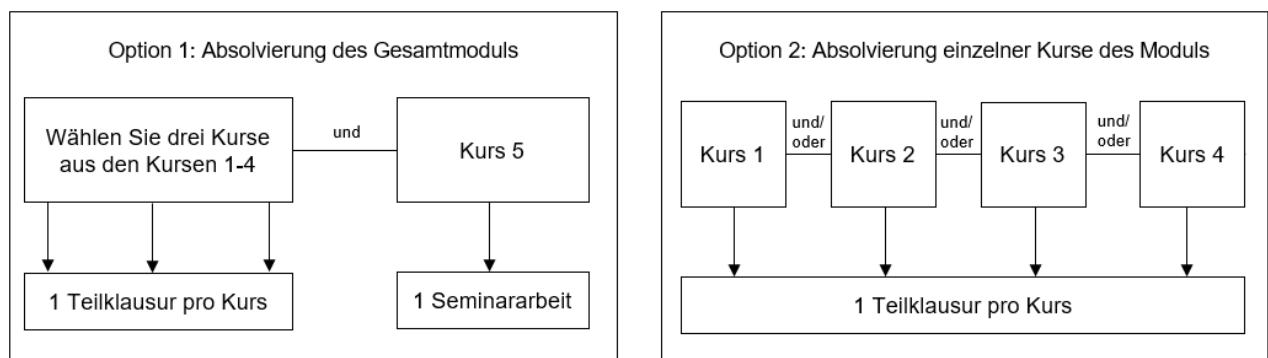 Option 1: Absolvierung des Gesamtmoduls
Wählen Sie drei Kurse
aus den Kursen 1-4
und
Kurs 5
1 Teilklausur pro Kurs
1 Seminararbeit
Option 2: Absolvierung einzelner Kurse des Moduls
Kurs 1
und/
oder
Kurs 2
und/
oder
Kurs 3
und/
oder
Kurs 4
1 Teilklausur pro Kurs